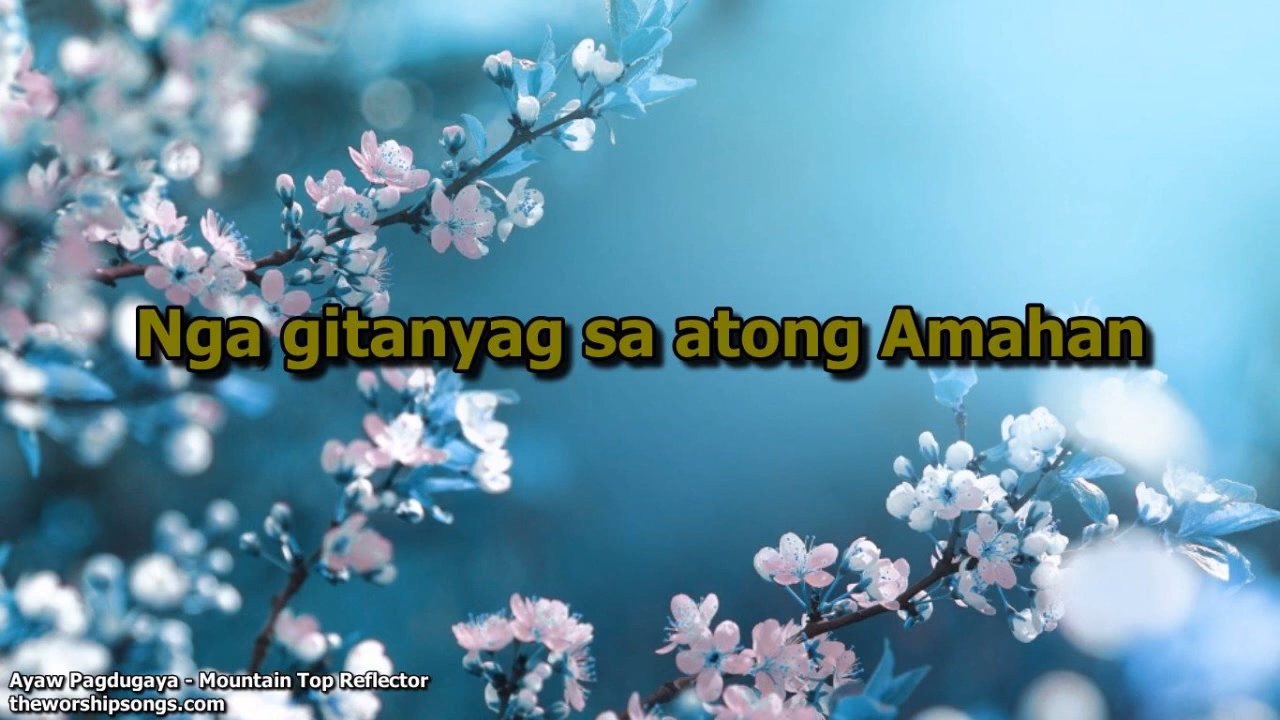 Nga gitanyag sa atong Amahan
Ayaw Pagdugaya - Mountain Top Reflector
theworshipsongs.com